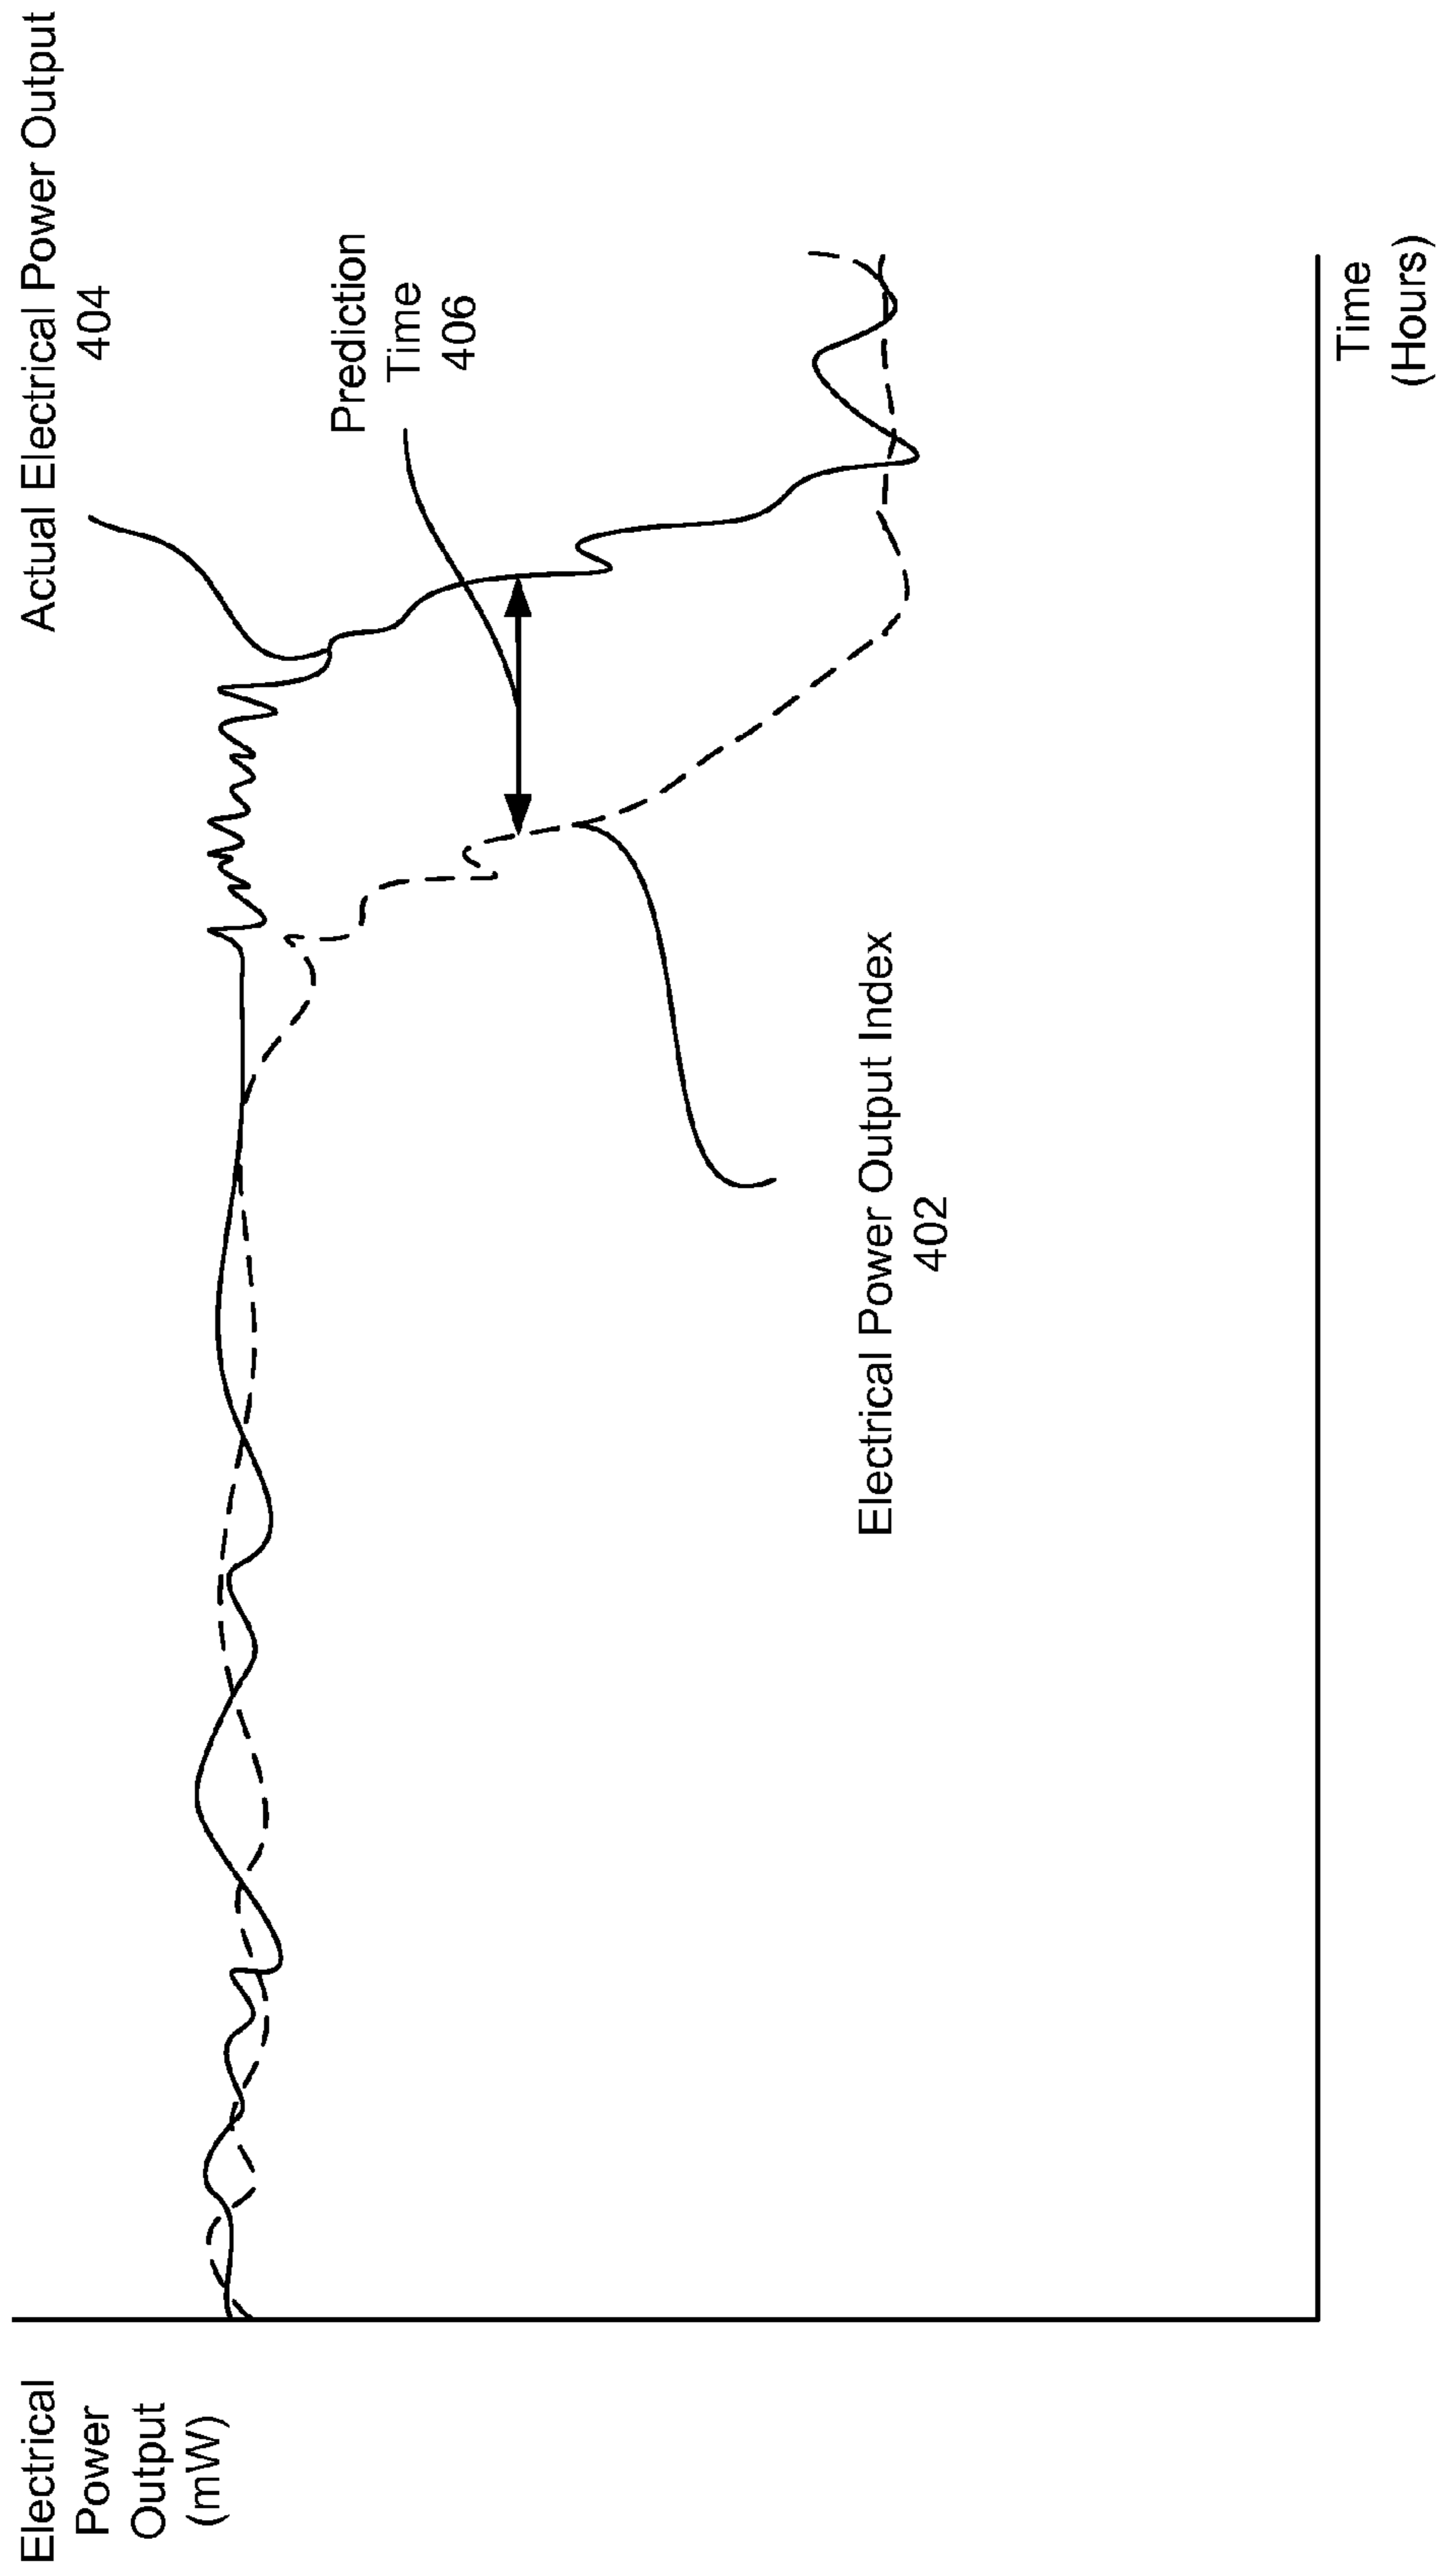 Electrical
Power
Output
(mW)
Actual Electrical Power Output
404
Prediction
Time
406
Electrical Power Output Index
402
Time
(Hours)